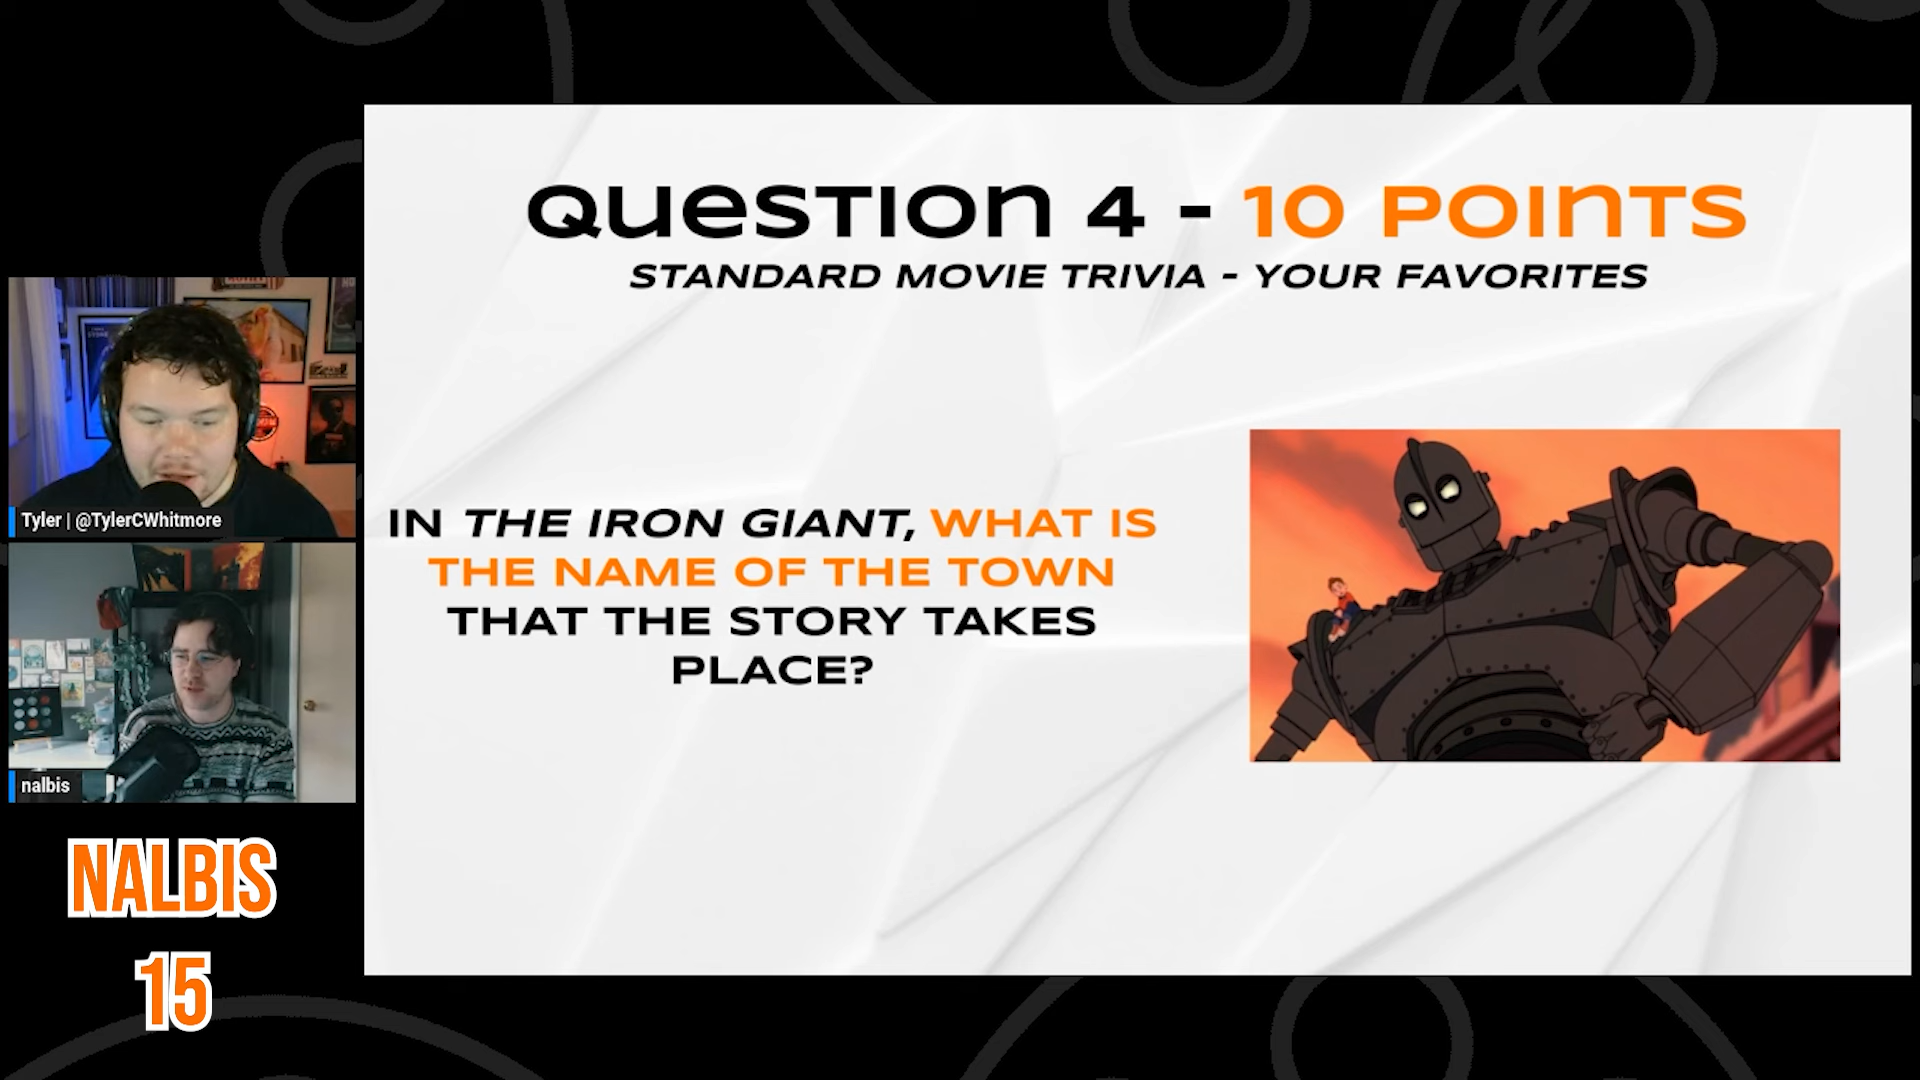 QUESTION 4 - 10 POINTS
STANDARD MOVIE TRIVIA - YOUR FAVORITES
IN THE IRON GIANT, WHAT IS
THE NAME OF THE TOWN
THAT THE STORY TAKES
PLACE?
Tyler | @TylerCWhitmore
nalbis
NALBIS
15